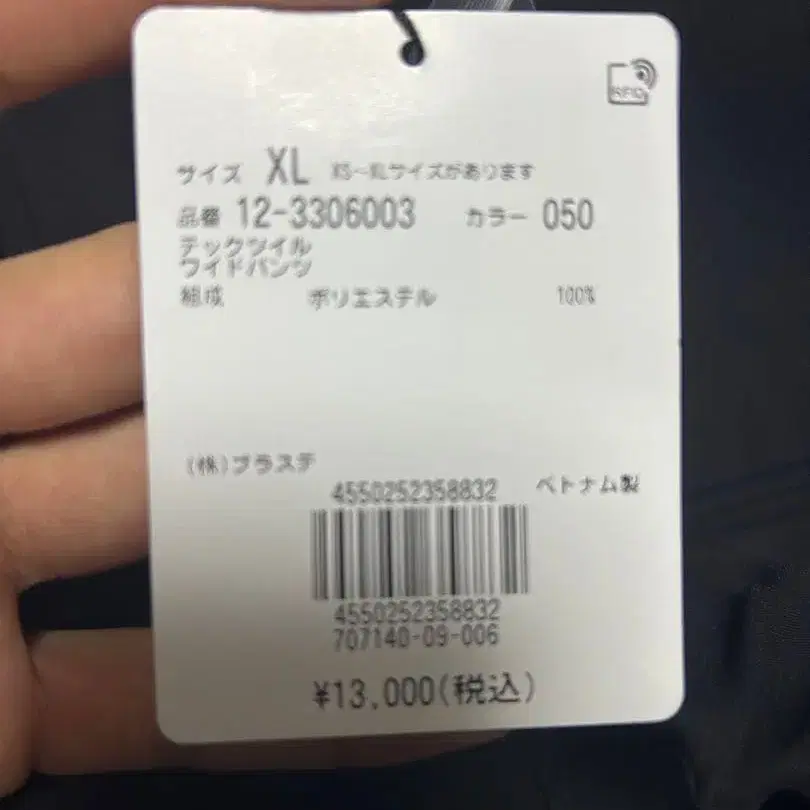 RFID
サイズ XL XS~XLサイズがあります
品番 12-3306003 カラー 050
テックツイル
ワイドパンツ
組成 ポリエステル 100%
(株)プラステ
4550252358832 ベトナム製
4550252358832
707140-09-006
¥13,000(税込)